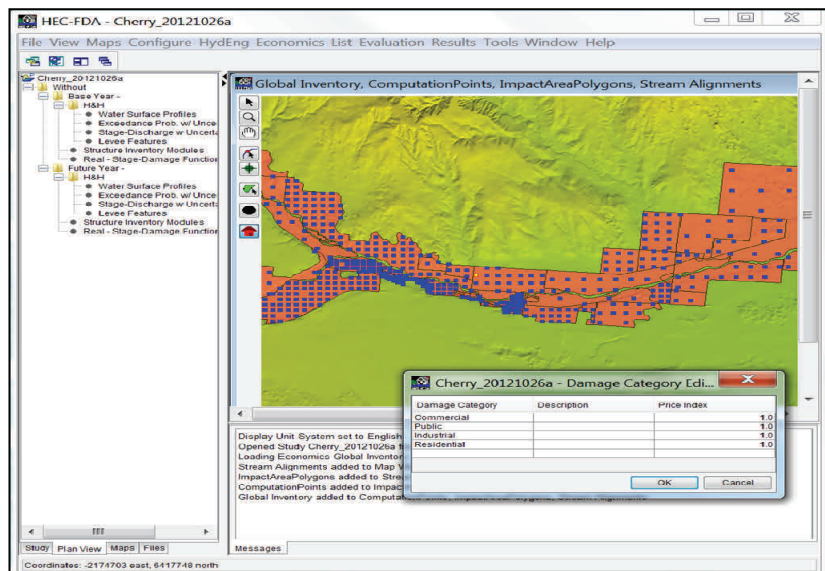 HEC-FDA - Cherry_20121026a
File View Maps Configure HydEng Economics List Evaluation Results Tools Window Help
Cherry_20121026a
Without
Base Year -
H&H
Water Surface Profiles
Exceedance Prob. w/ Unce
Stage-Discharge w Uncerta
Levee Features
Structure Inventory Modules
Real - Stage-Damage Function
Future Year -
H&H
Water Surface Profiles
Exceedance Prob. w/ Unce
Stage-Discharge w Uncerta
Levee Features
Structure Inventory Modules
Real - Stage-Damage Function
Study Plan View Maps Files
Global Inventory, ComputationPoints, ImpactAreaPolygons, Stream Alignments
Cherry_20121026a - Damage Category Edi...
Damage Category Description Price Index
Commercial 1.0
Public 1.0
Industrial 1.0
Residential 1.0
OK Cancel
Display Unit System set to English
Opened Study Cherry_20121026a
Loading Economics Global Inventor
Stream Alignments added to Map
ImpactAreaPolygons added to Strea
ComputationPoints added to Impac
Global Inventory added to Stream Alignments
Messages
Coordinates: -2174703 east, 6417748 north